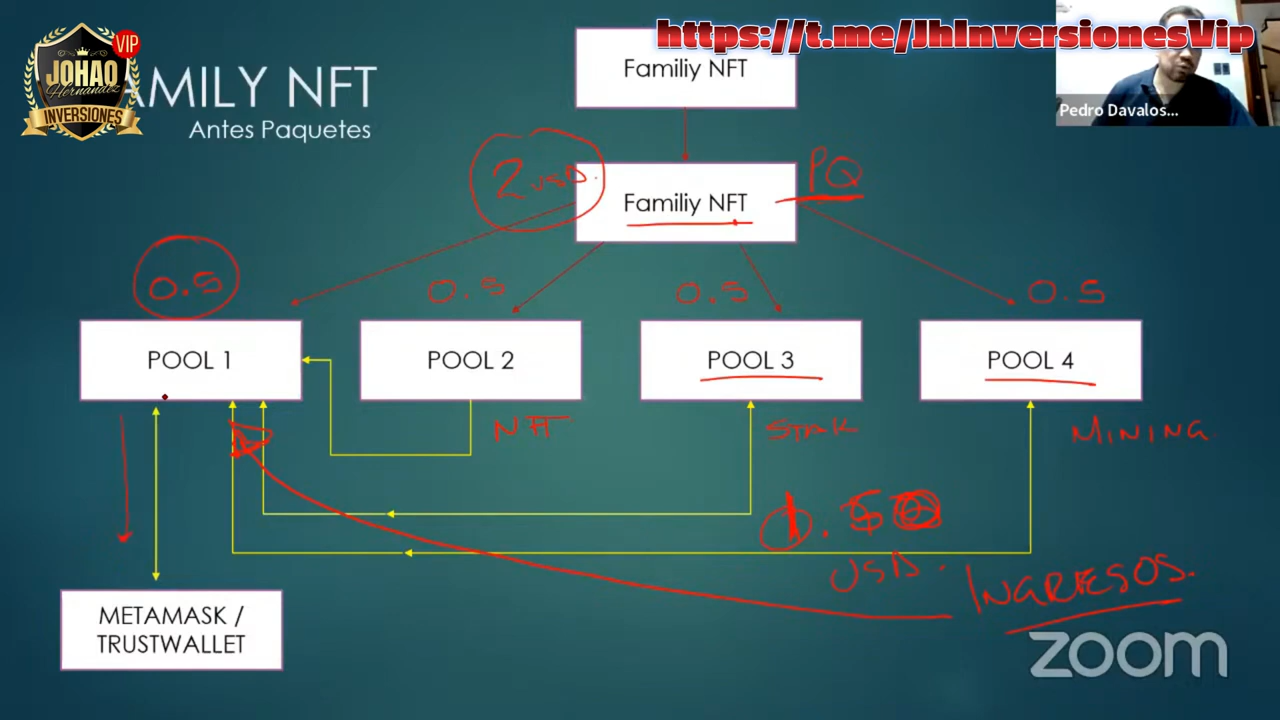 https://t.me/JhInversionesVip
VIP
JOHAO
Hernandez
INVERSIONES
AMILY NFT
Antes Paquetes
Familiy NFT
Pedro Davalos...
2 USD.
Familiy NFT
PQ
0.5
0.5
0.5
0.5
POOL 1
POOL 2
POOL 3
POOL 4
NFT
STAK
MINING
USD.
INGRESOS.
METAMASK /
TRUSTWALLET
zoom